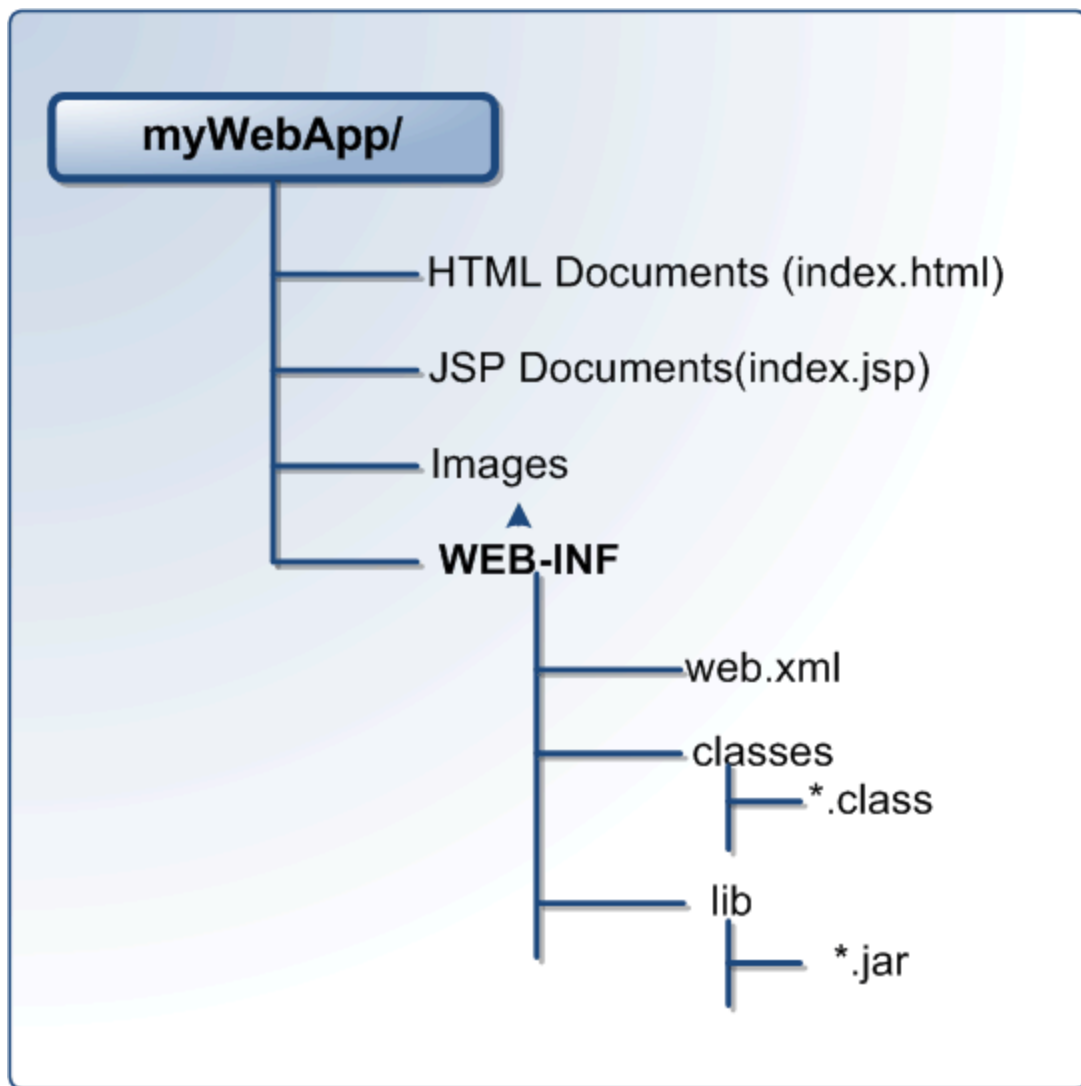 myWebApp/
HTML Documents (index.html)
JSP Documents(index.jsp)
Images
WEB-INF
web.xml
classes
*.class
lib
*.jar